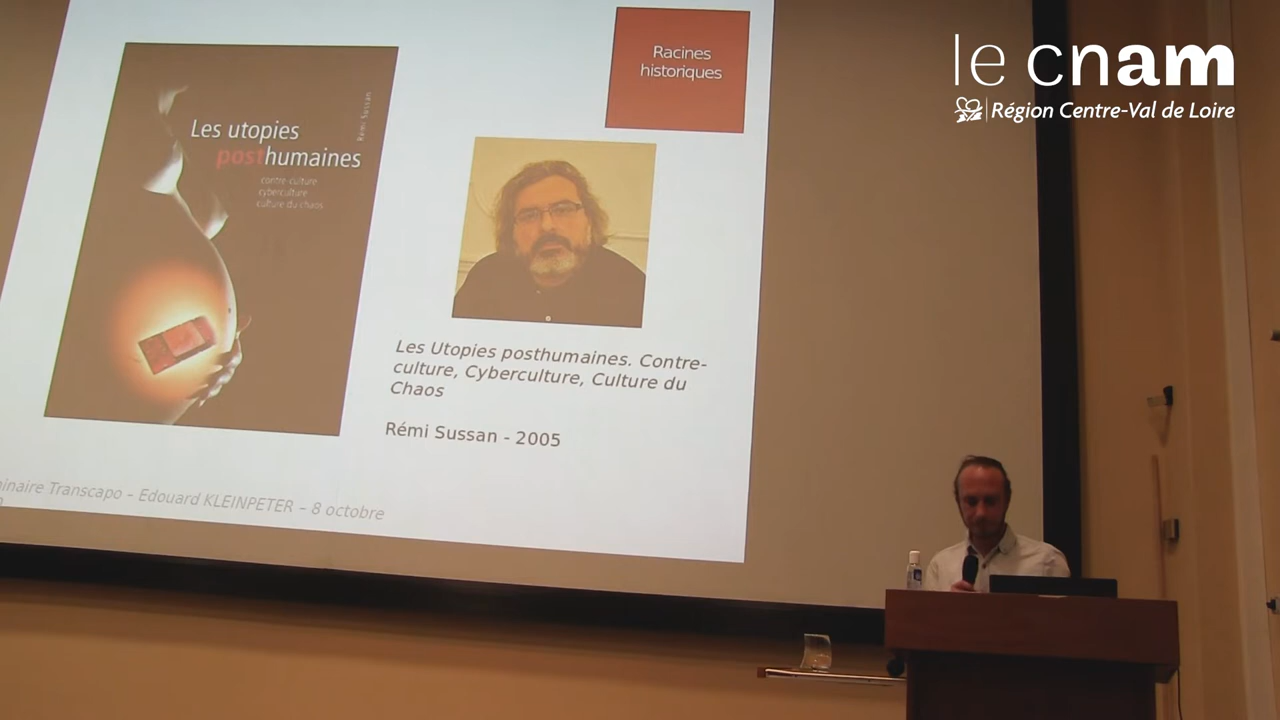 Les utopies
posthumaines
contre-culture
cyberculture
culture du chaos
Rémi Sussan
Racines
historiques
Les Utopies posthumaines. Contre-
culture, Cyberculture, Culture du
Chaos
Rémi Sussan - 2005
Transcapo – Edouard KLEINPETER – 8 octobre
le cnam
Région Centre-Val de Loire